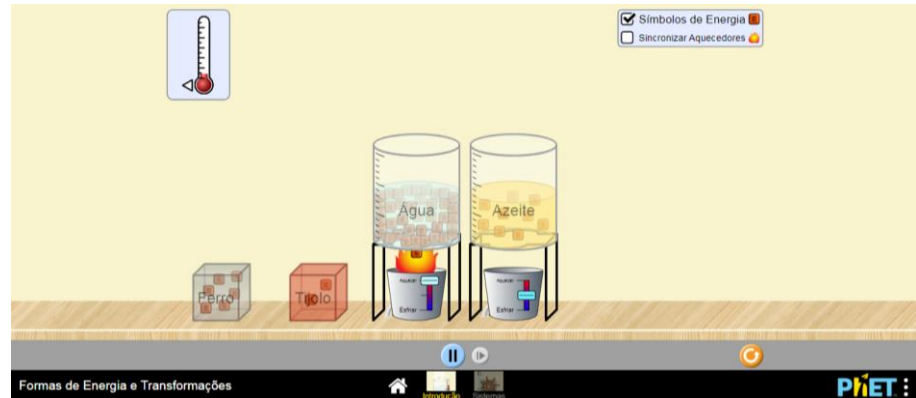 Símbolos de Energia E
Sincronizar Aquecedores
Água
Azeite
Ferro
Tijolo
Aquecer
Esfriar
Aquecer
Esfriar
Formas de Energia e Transformações
Introdução
Sistemas
PhET